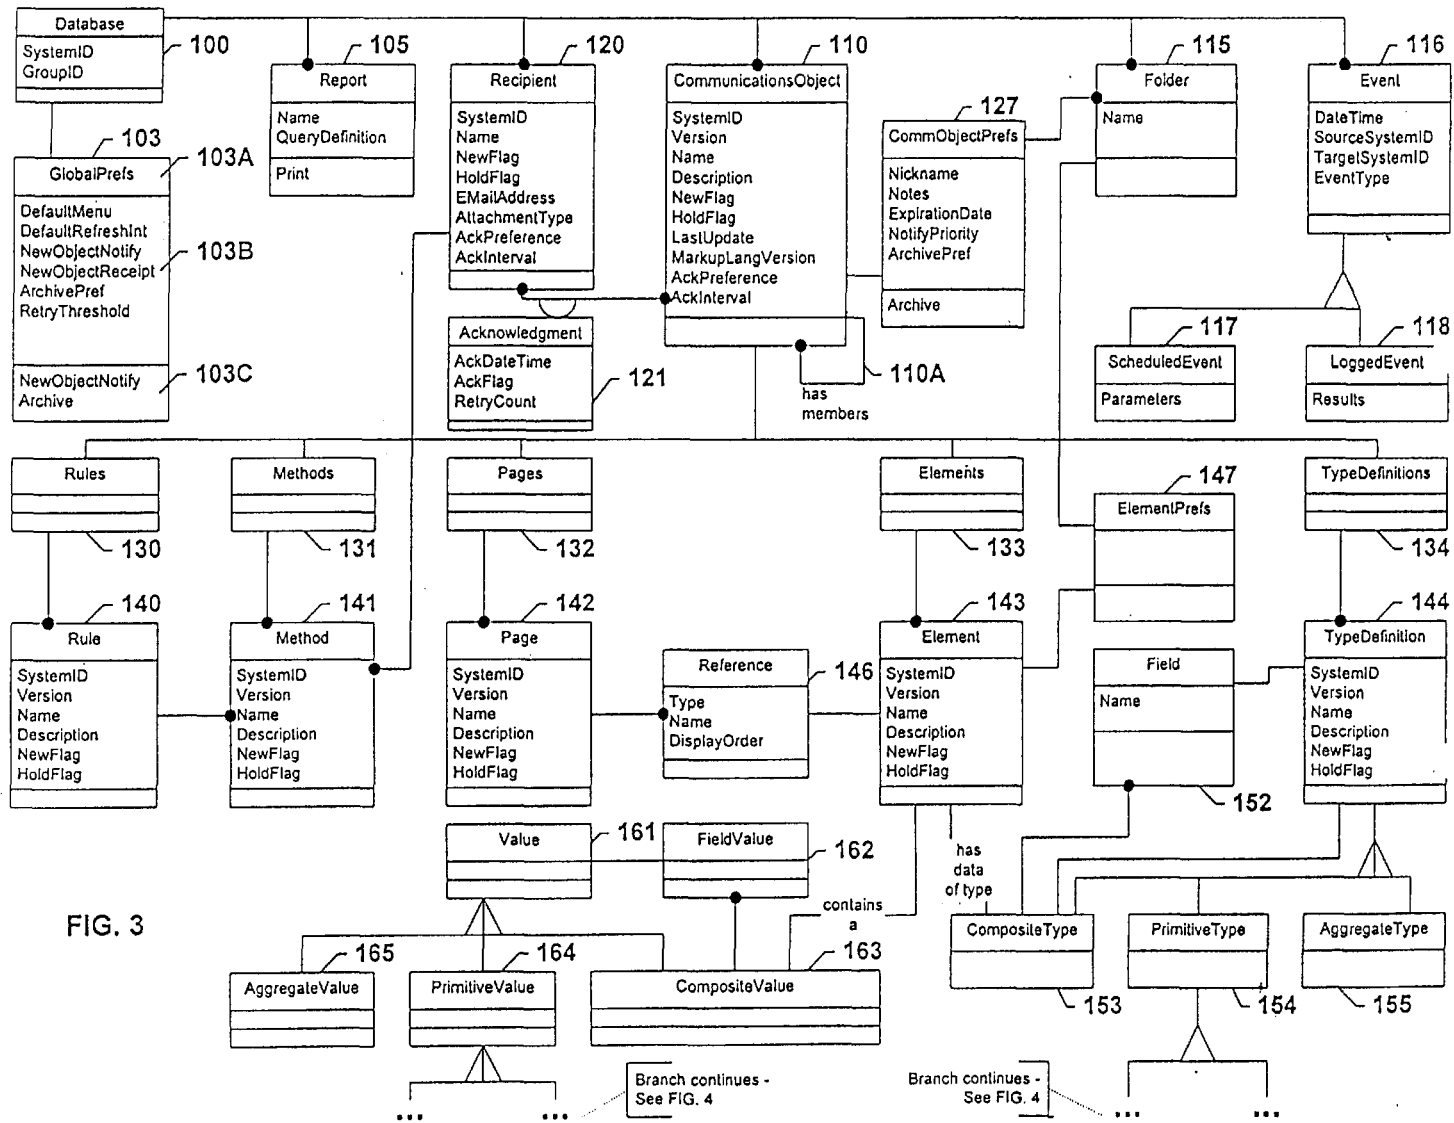 Database
SystemID
GroupID
100
103
GlobalPrefs
103A
DefaultMenu
DefaultRefreshInt
NewObjectNotify
NewObjectReceipt
ArchivePref
RetryThreshold
103B
NewObjectNotify
Archive
103C
105
Report
Name
QueryDefinition
Print
120
Recipient
SystemID
Name
NewFlag
HoldFlag
EMailAddress
AttachmentType
AckPreference
AckInterval
Acknowledgment
AckDateTime
AckFlag
RetryCount
121
110
CommunicationsObject
SystemID
Version
Name
Description
NewFlag
HoldFlag
LastUpdate
MarkupLangVersion
AckPreference
AckInterval
110A
has
members
127
CommObjectPrefs
Nickname
Notes
ExpirationDate
NotifyPriority
ArchivePref
Archive
115
Folder
Name
116
Event
DateTime
SourceSystemID
TargetSystemID
EventType
117
ScheduledEvent
Parameters
118
LoggedEvent
Results
Rules
130
Methods
131
Pages
132
Elements
133
147
ElementPrefs
TypeDefinitions
134
140
Rule
SystemID
Version
Name
Description
NewFlag
HoldFlag
141
Method
SystemID
Version
Name
Description
NewFlag
HoldFlag
142
Page
SystemID
Version
Name
Description
NewFlag
HoldFlag
Reference
146
Type
Name
DisplayOrder
143
Element
SystemID
Version
Name
Description
NewFlag
HoldFlag
Field
Name
152
144
TypeDefinition
SystemID
Version
Name
Description
NewFlag
HoldFlag
Value
161
FieldValue
162
has
data
of type
contains
a
FIG. 3
165
AggregateValue
164
PrimitiveValue
163
CompositeValue
CompositeType
153
PrimitiveType
154
AggregateType
155
Branch continues -
See FIG. 4
Branch continues -
See FIG. 4
...
...
...
...